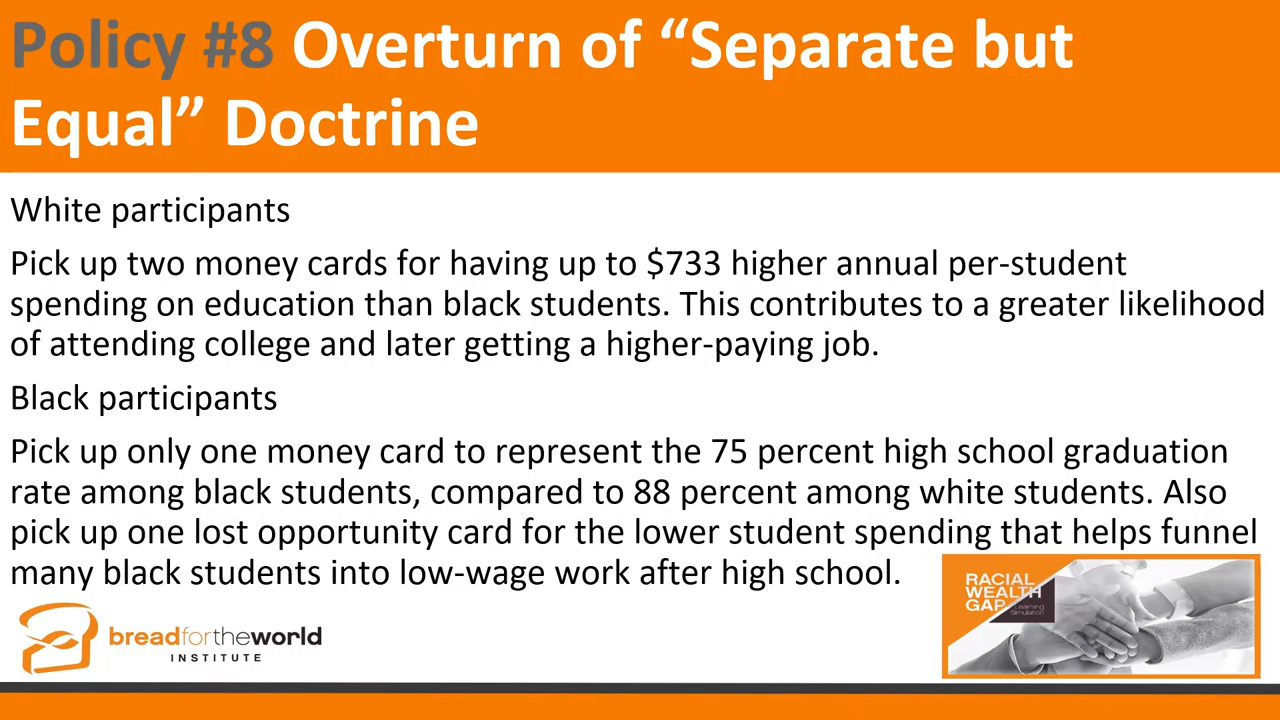 Policy #8 Overturn of “Separate but
Equal” Doctrine
White participants
Pick up two money cards for having up to $733 higher annual per-student
spending on education than black students. This contributes to a greater likelihood
of attending college and later getting a higher-paying job.
Black participants
Pick up only one money card to represent the 75 percent high school graduation
rate among black students, compared to 88 percent among white students. Also
pick up one lost opportunity card for the lower student spending that helps funnel
many black students into low-wage work after high school.
breadfortheworld
INSTITUTE
RACIAL
WEALTH
GAP Learning
Simulation